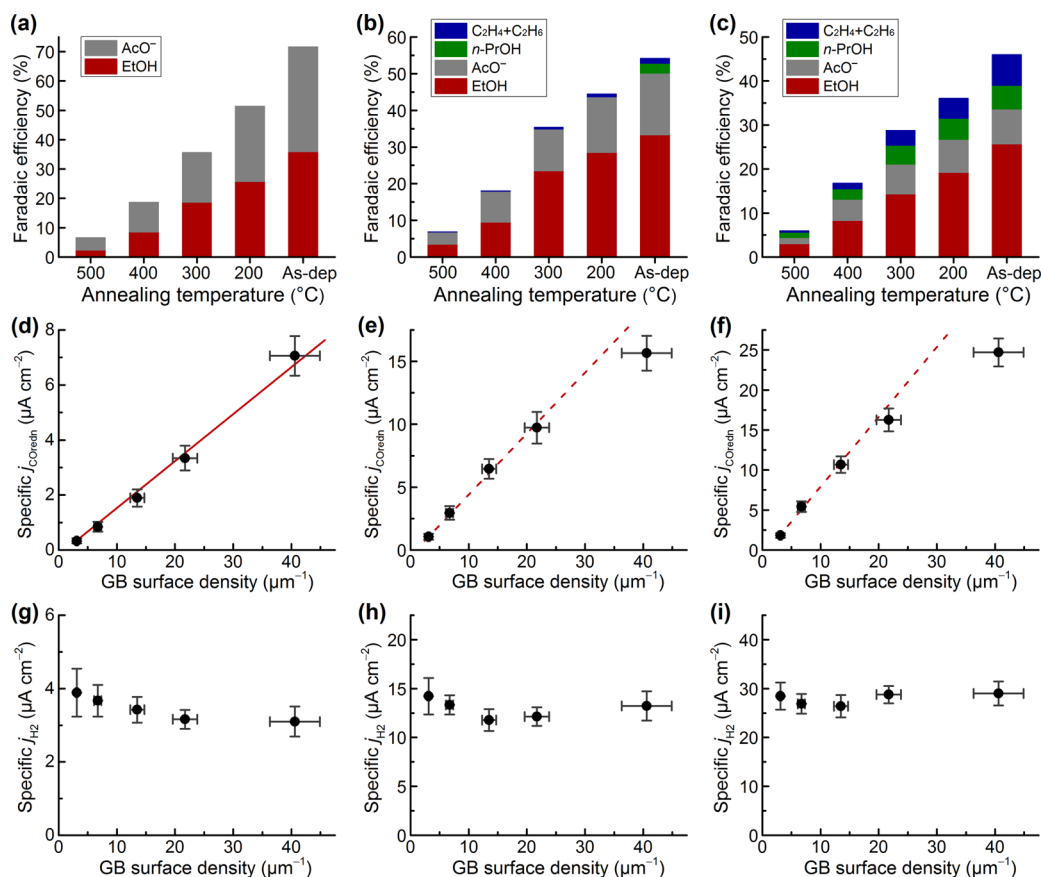 (a)
AcO⁻
EtOH
Faradaic efficiency (%)
70
60
50
40
30
20
10
0
500 400 300 200 As-dep
Annealing temperature (°C)
(b)
C₂H₄+C₂H₆
n-PrOH
AcO⁻
EtOH
Faradaic efficiency (%)
60
50
40
30
20
10
0
500 400 300 200 As-dep
Annealing temperature (°C)
(c)
C₂H₄+C₂H₆
n-PrOH
AcO⁻
EtOH
Faradaic efficiency (%)
50
40
30
20
10
0
500 400 300 200 As-dep
Annealing temperature (°C)
(d)
Specific jCOredn (µA cm⁻²)
8
6
4
2
0
0 10 20 30 40
GB surface density (µm⁻¹)
(e)
Specific jCOredn (µA cm⁻²)
15
10
5
0
0 10 20 30 40
GB surface density (µm⁻¹)
(f)
Specific jCOredn (µA cm⁻²)
25
20
15
10
5
0
0 10 20 30 40
GB surface density (µm⁻¹)
(g)
Specific jH2 (µA cm⁻²)
6
4
2
0
0 10 20 30 40
GB surface density (µm⁻¹)
(h)
Specific jH2 (µA cm⁻²)
20
15
10
5
0
0 10 20 30 40
GB surface density (µm⁻¹)
(i)
Specific jH2 (µA cm⁻²)
40
30
20
10
0
0 10 20 30 40
GB surface density (µm⁻¹)